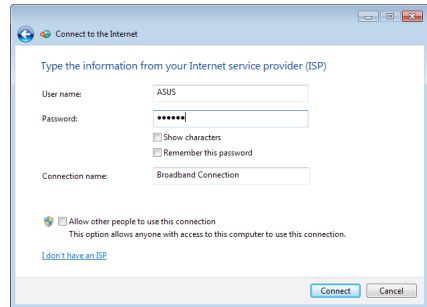 Connect to the Internet
Type the information from your Internet service provider (ISP)
User name:
ASUS
Password:
●●●●●●
Show characters
Remember this password
Connection name:
Broadband Connection
Allow other people to use this connection
This option allows anyone with access to this computer to use this connection.
I don't have an ISP
Connect
Cancel